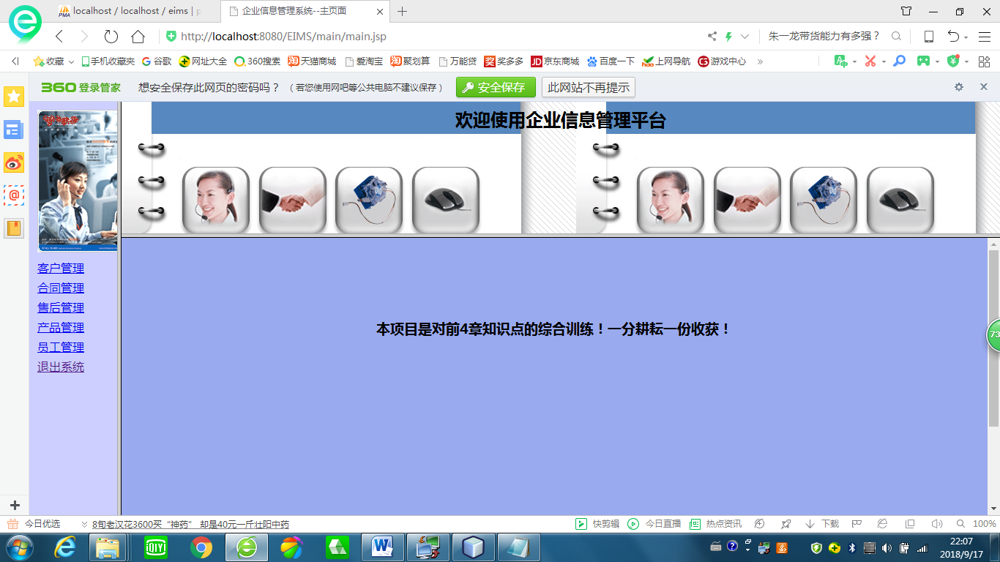 localhost / localhost / eims | p
企业信息管理系统--主页面
http://localhost:8080/EIMS/main/main.jsp
朱一龙带货能力有多强？
收藏 手机收藏夹 谷歌 网址大全 360搜索 天猫商城 爱淘宝 聚划算 万能贷 奖多多 京东商城 百度一下 上网导航 游戏中心 »
360 登录管家 想安全保存此网页的密码吗？ （若您使用网吧等公共电脑不建议保存） 安全保存 此网站不再提示
欢迎使用企业信息管理平台
客户管理
合同管理
售后管理
产品管理
员工管理
退出系统
本项目是对前4章知识点的综合训练！一分耕耘一份收获！
73
今日优选 8旬老汉花3600买“神药” 却是40元一斤壮阳中药 快剪辑 今日直播 热点资讯 下载 100%
22:07
2018/9/17